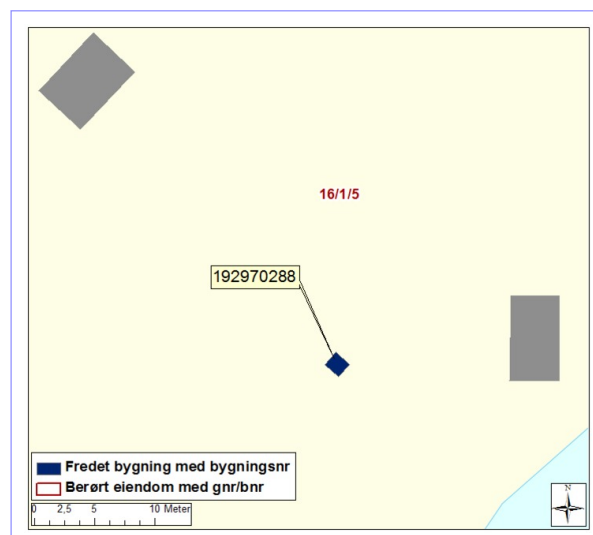 16/1/5
192970288
Fredet bygning med bygningsnr
Berørt eiendom med gnr/bnr
0 2,5 5 10 Meter
N